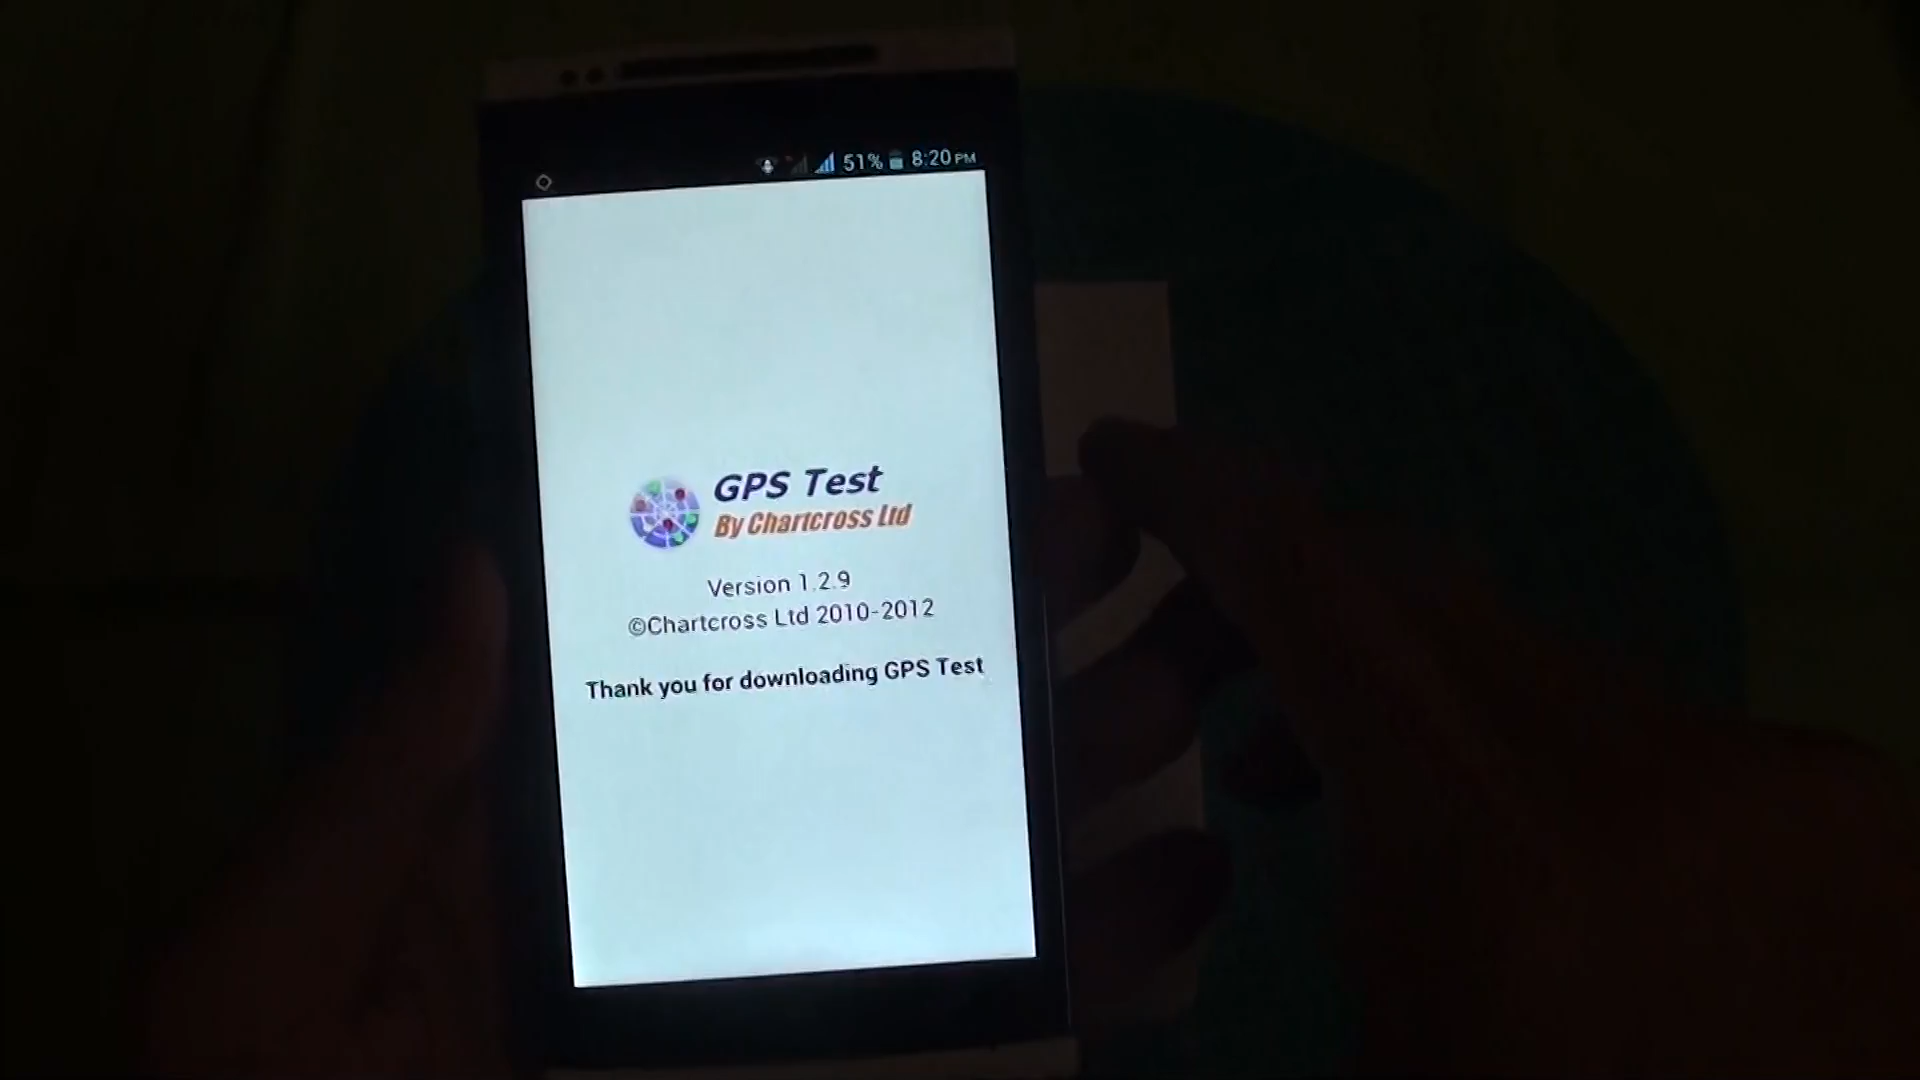 51% 8:20 PM
GPS Test
By Chartcross Ltd
Version 1.2.9
©Chartcross Ltd 2010-2012
Thank you for downloading GPS Test